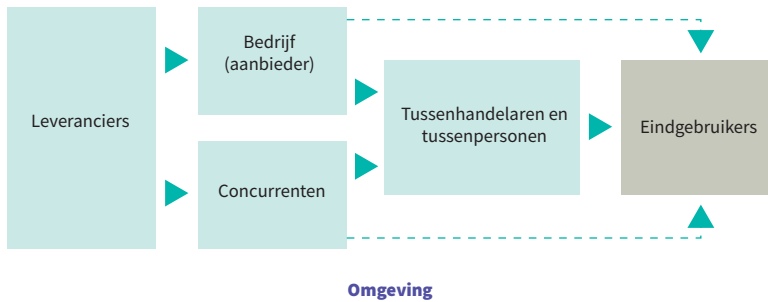 Leveranciers
Bedrijf
(aanbieder)
Concurrenten
Tussenhandelaren en
tussenpersonen
Eindgebruikers
Omgeving